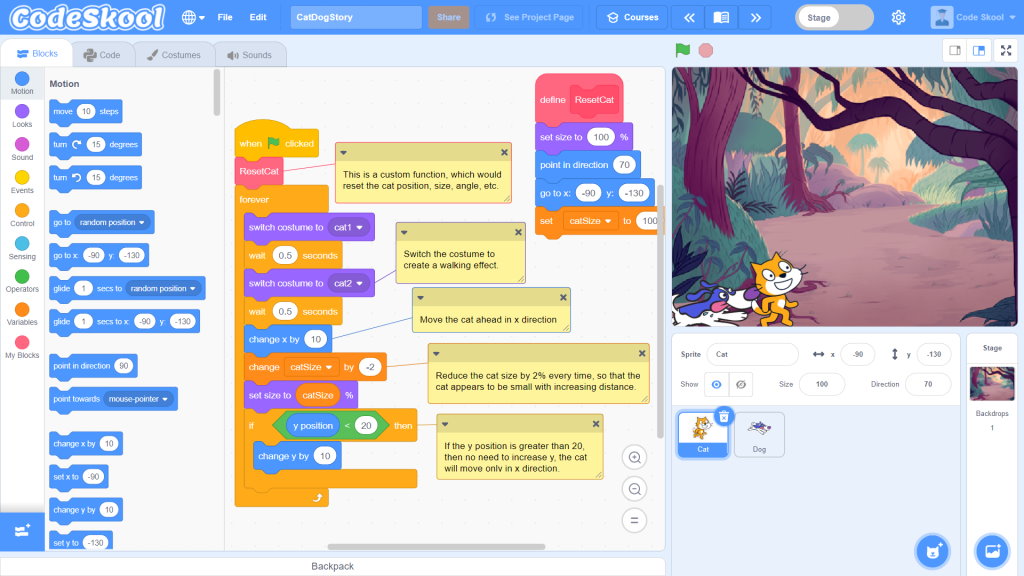 CodeSkool
File
Edit
CatDogStory
Share
See Project Page
Courses
Stage
Code Skool
Blocks
Code
Costumes
Sounds
Motion
Looks
Sound
Events
Control
Sensing
Operators
Variables
My Blocks
Motion
move 10 steps
turn 15 degrees
turn 15 degrees
go to random position
go to x: -90 y: -130
glide 1 secs to random position
glide 1 secs to x: -90 y: -130
point in direction 90
point towards mouse-pointer
change x by 10
set x to -90
change y by 10
set y to -130
when clicked
ResetCat
forever
switch costume to cat1
wait 0.5 seconds
switch costume to cat2
wait 0.5 seconds
change x by 10
change catSize by -2
set size to catSize %
if y position < 20 then
change y by 10
This is a custom function, which would
reset the cat position, size, angle, etc.
Switch the costume to
create a walking effect.
Move the cat ahead in x direction
Reduce the cat size by 2% every time, so that the
cat appears to be small with increasing distance.
If the y position is greater than 20,
then no need to increase y, the cat
will move only in x direction.
define ResetCat
set size to 100 %
point in direction 70
go to x: -90 y: -130
set catSize to 100
Sprite Cat x -90 y -130
Show Size 100 Direction 70
Cat
Dog
Stage
Backdrops
1
Backpack